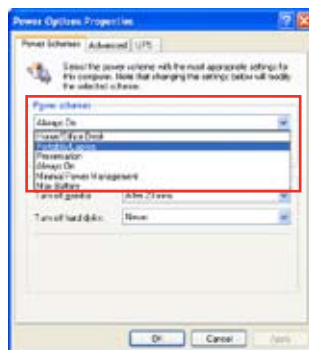 Power Options Properties
Power Schemes Advanced UPS
Select the power scheme with the most appropriate settings for
this computer. Note that changing the settings below will modify
the selected scheme.
Power schemes
Always On
Home/Office Desk
Portable/Laptop
Presentation
Always On
Minimal Power Management
Max Battery
Turn off monitor: After 20 mins
Turn off hard disks: Never
OK Cancel Apply